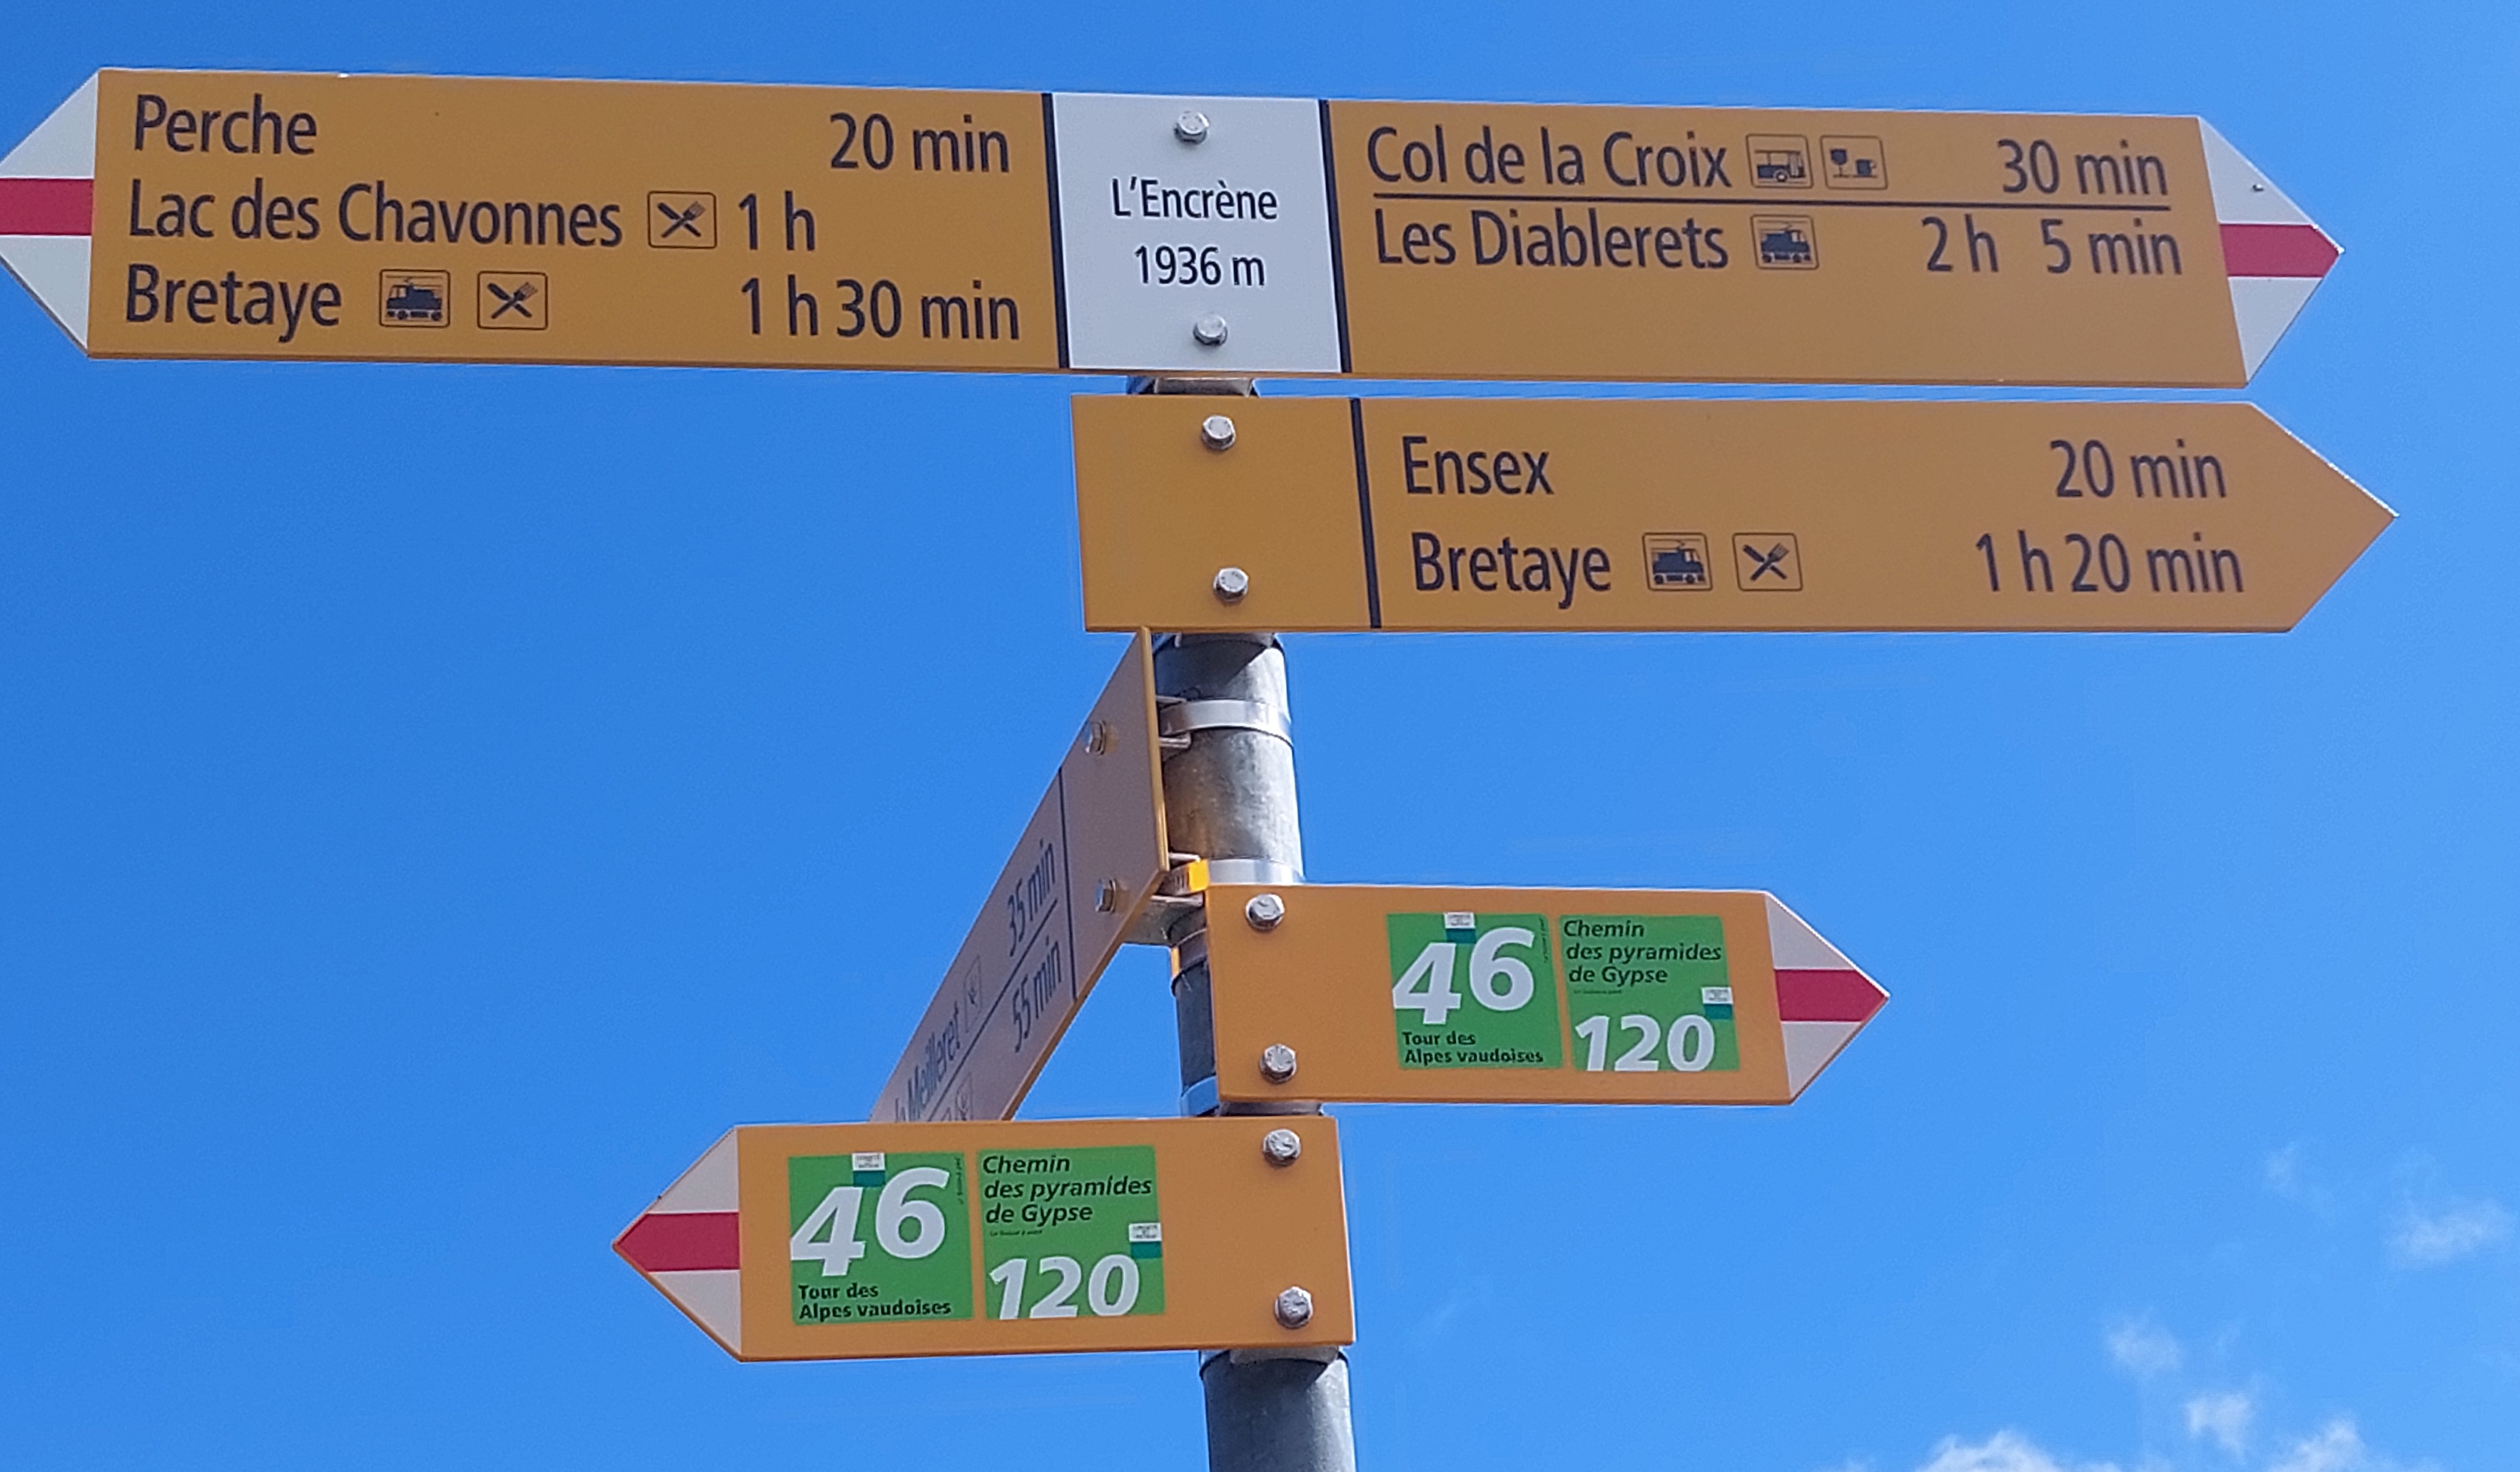 Perche 20 min
Lac des Chavonnes 1 h
Bretaye 1 h 30 min
L'Encrène
1936 m
Col de la Croix 30 min
Les Diablerets 2 h 5 min
Ensex 20 min
Bretaye 1 h 20 min
Meilleret 35 min
55 min
46
Tour des
Alpes vaudoises
Chemin
des pyramides
de Gypse
120
46
Tour des
Alpes vaudoises
Chemin
des pyramides
de Gypse
120